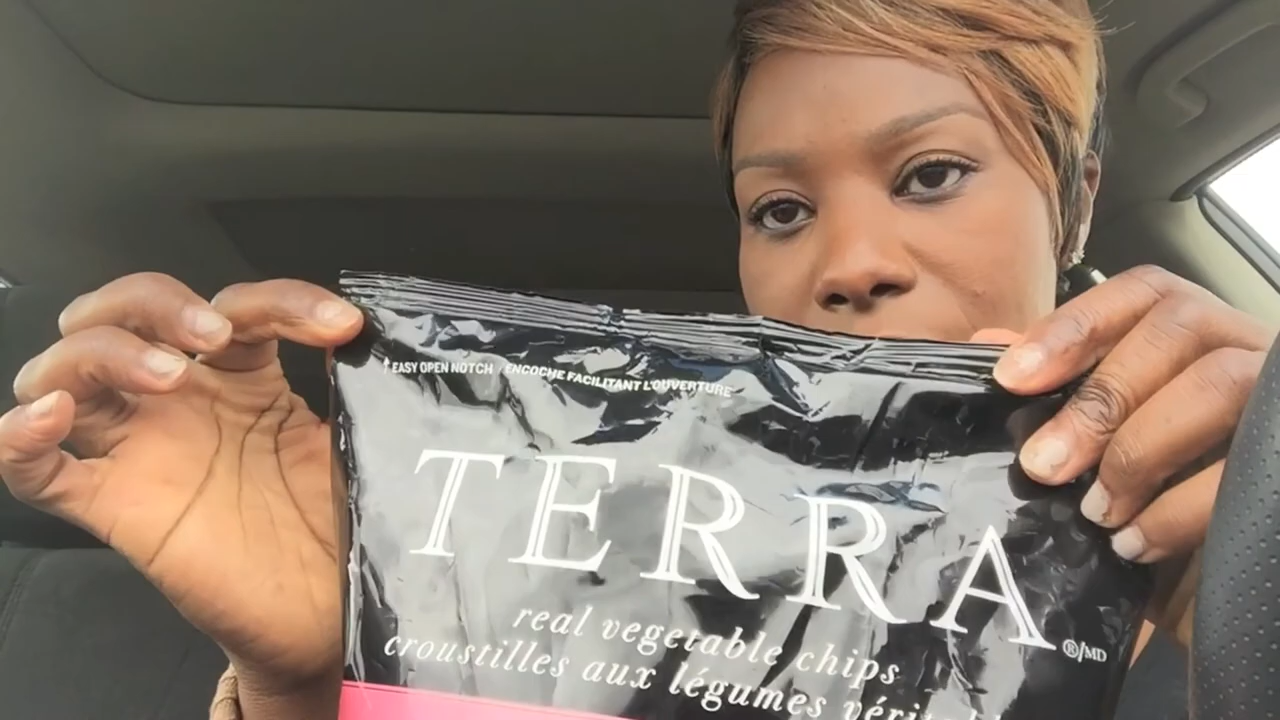 EASY OPEN NOTCH / ENCOCHE FACILITANT L'OUVERTURE
TERRA®/MD
real vegetable chips
croustilles aux légumes